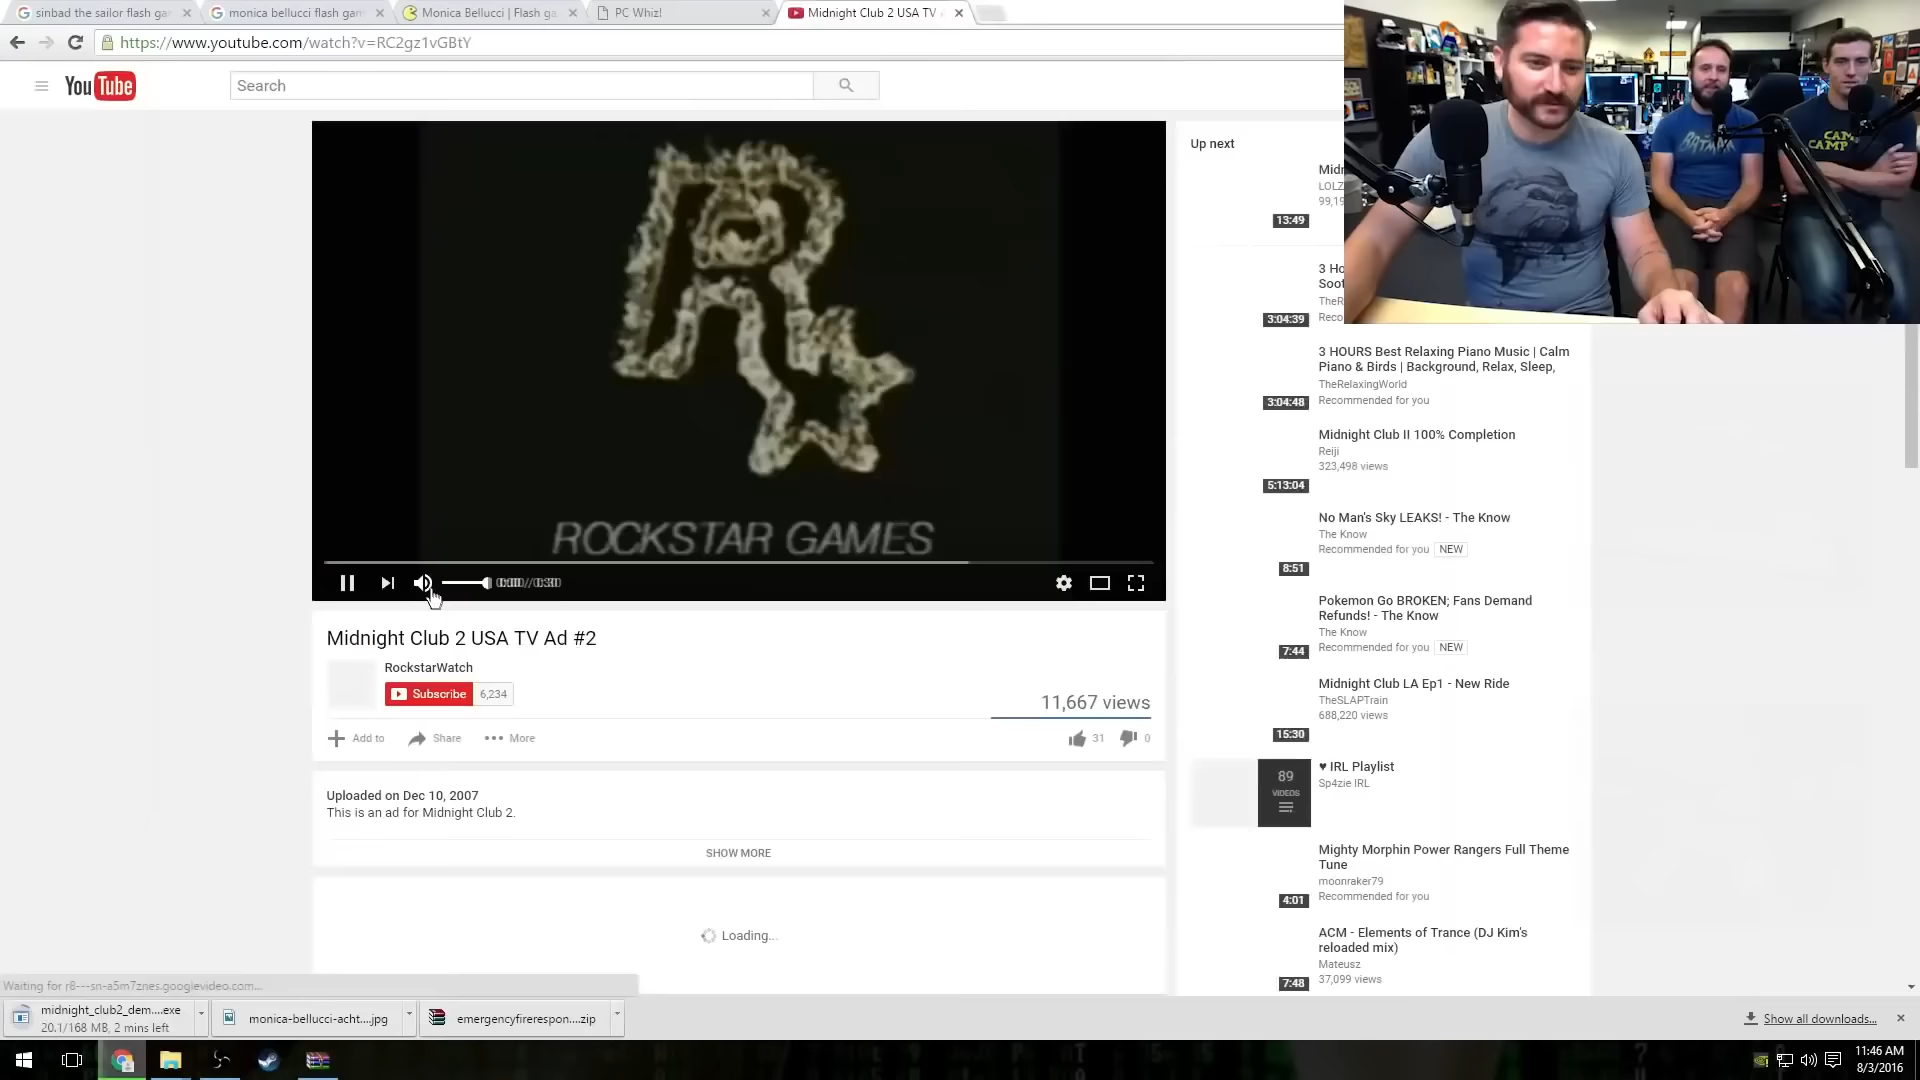 sinbad the sailor flash gam
monica bellucci flash gam
Monica Bellucci | Flash ga
PC Whiz!
Midnight Club 2 USA TV
https://www.youtube.com/watch?v=RC2gz1vGBtY
YouTube
Search
ROCKSTAR GAMES
Midnight Club 2 USA TV Ad #2
RockstarWatch
Subscribe 6,234
11,667 views
Add to Share More 31 0
Uploaded on Dec 10, 2007
This is an ad for Midnight Club 2.
SHOW MORE
Loading...
Up next
LOLZ
99,19
13:49
3 Ho
Soot
TheR
Reco
3:04:39
3 HOURS Best Relaxing Piano Music | Calm
Piano & Birds | Background, Relax, Sleep,
TheRelaxingWorld
Recommended for you
3:04:48
Midnight Club II 100% Completion
Reiji
323,498 views
5:13:04
No Man's Sky LEAKS! - The Know
The Know
Recommended for you NEW
8:51
Pokemon Go BROKEN; Fans Demand
Refunds! - The Know
The Know
Recommended for you NEW
7:44
Midnight Club LA Ep1 - New Ride
TheSLAPTrain
688,220 views
15:30
89
VIDEOS
♥ IRL Playlist
Sp4zie IRL
Mighty Morphin Power Rangers Full Theme
Tune
moonraker79
Recommended for you
4:01
ACM - Elements of Trance (DJ Kim's
reloaded mix)
Mateusz
37,099 views
7:48
BATMAN
CAMP
CAMP
Waiting for r8---sn-a5m7znes.googlevideo.com...
midnight_club2_dem....exe
20.1/168 MB, 2 mins left
monica-bellucci-acht....jpg
emergencyfirerespon....zip
Show all downloads...
11:46 AM
8/3/2016